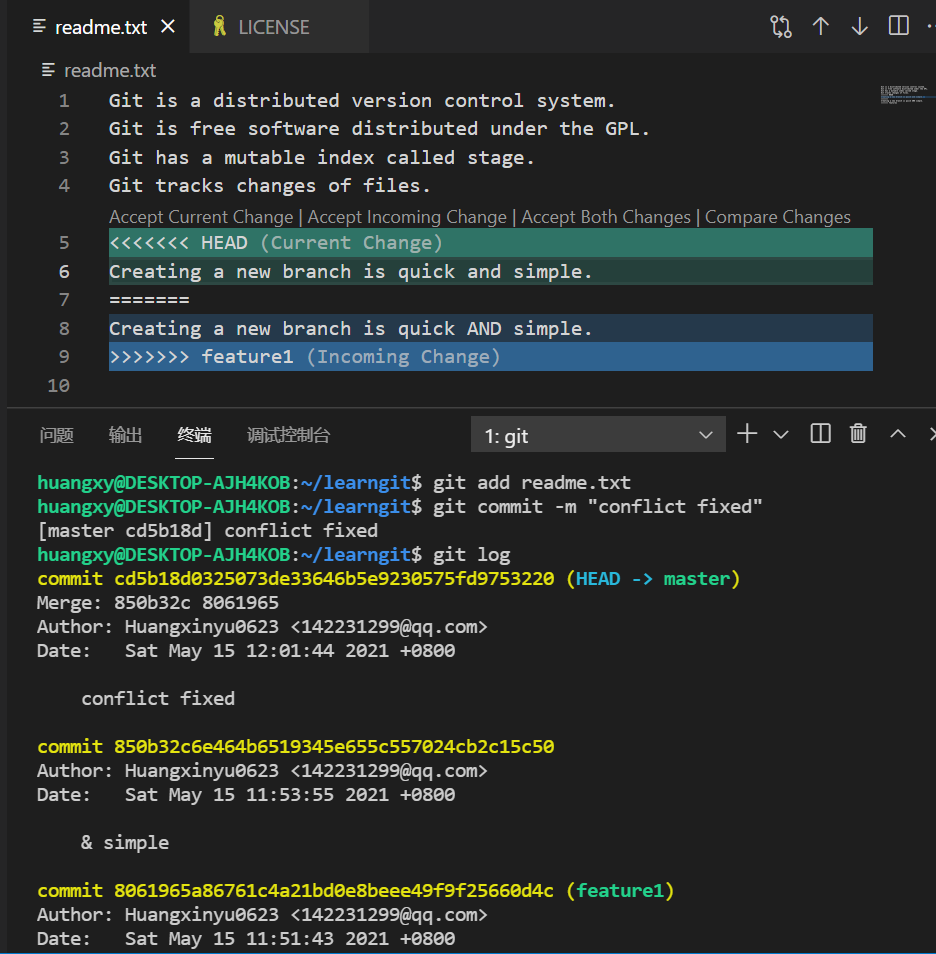 readme.txt
LICENSE
readme.txt
1 Git is a distributed version control system.
2 Git is free software distributed under the GPL.
3 Git has a mutable index called stage.
4 Git tracks changes of files.
Accept Current Change | Accept Incoming Change | Accept Both Changes | Compare Changes
5 <<<<<<< HEAD (Current Change)
6 Creating a new branch is quick and simple.
7 =======
8 Creating a new branch is quick AND simple.
9 >>>>>>> feature1 (Incoming Change)
10
问题 输出 终端 调试控制台 1: git
huangxy@DESKTOP-AJH4KOB:~/learngit$ git add readme.txt
huangxy@DESKTOP-AJH4KOB:~/learngit$ git commit -m "conflict fixed"
[master cd5b18d] conflict fixed
huangxy@DESKTOP-AJH4KOB:~/learngit$ git log
commit cd5b18d0325073de33646b5e9230575fd9753220 (HEAD -> master)
Merge: 850b32c 8061965
Author: Huangxinyu0623 <142231299@qq.com>
Date:   Sat May 15 12:01:44 2021 +0800
conflict fixed
commit 850b32c6e464b6519345e655c557024cb2c15c50
Author: Huangxinyu0623 <142231299@qq.com>
Date:   Sat May 15 11:53:55 2021 +0800
& simple
commit 8061965a86761c4a21bd0e8beee49f9f25660d4c (feature1)
Author: Huangxinyu0623 <142231299@qq.com>
Date:   Sat May 15 11:51:43 2021 +0800